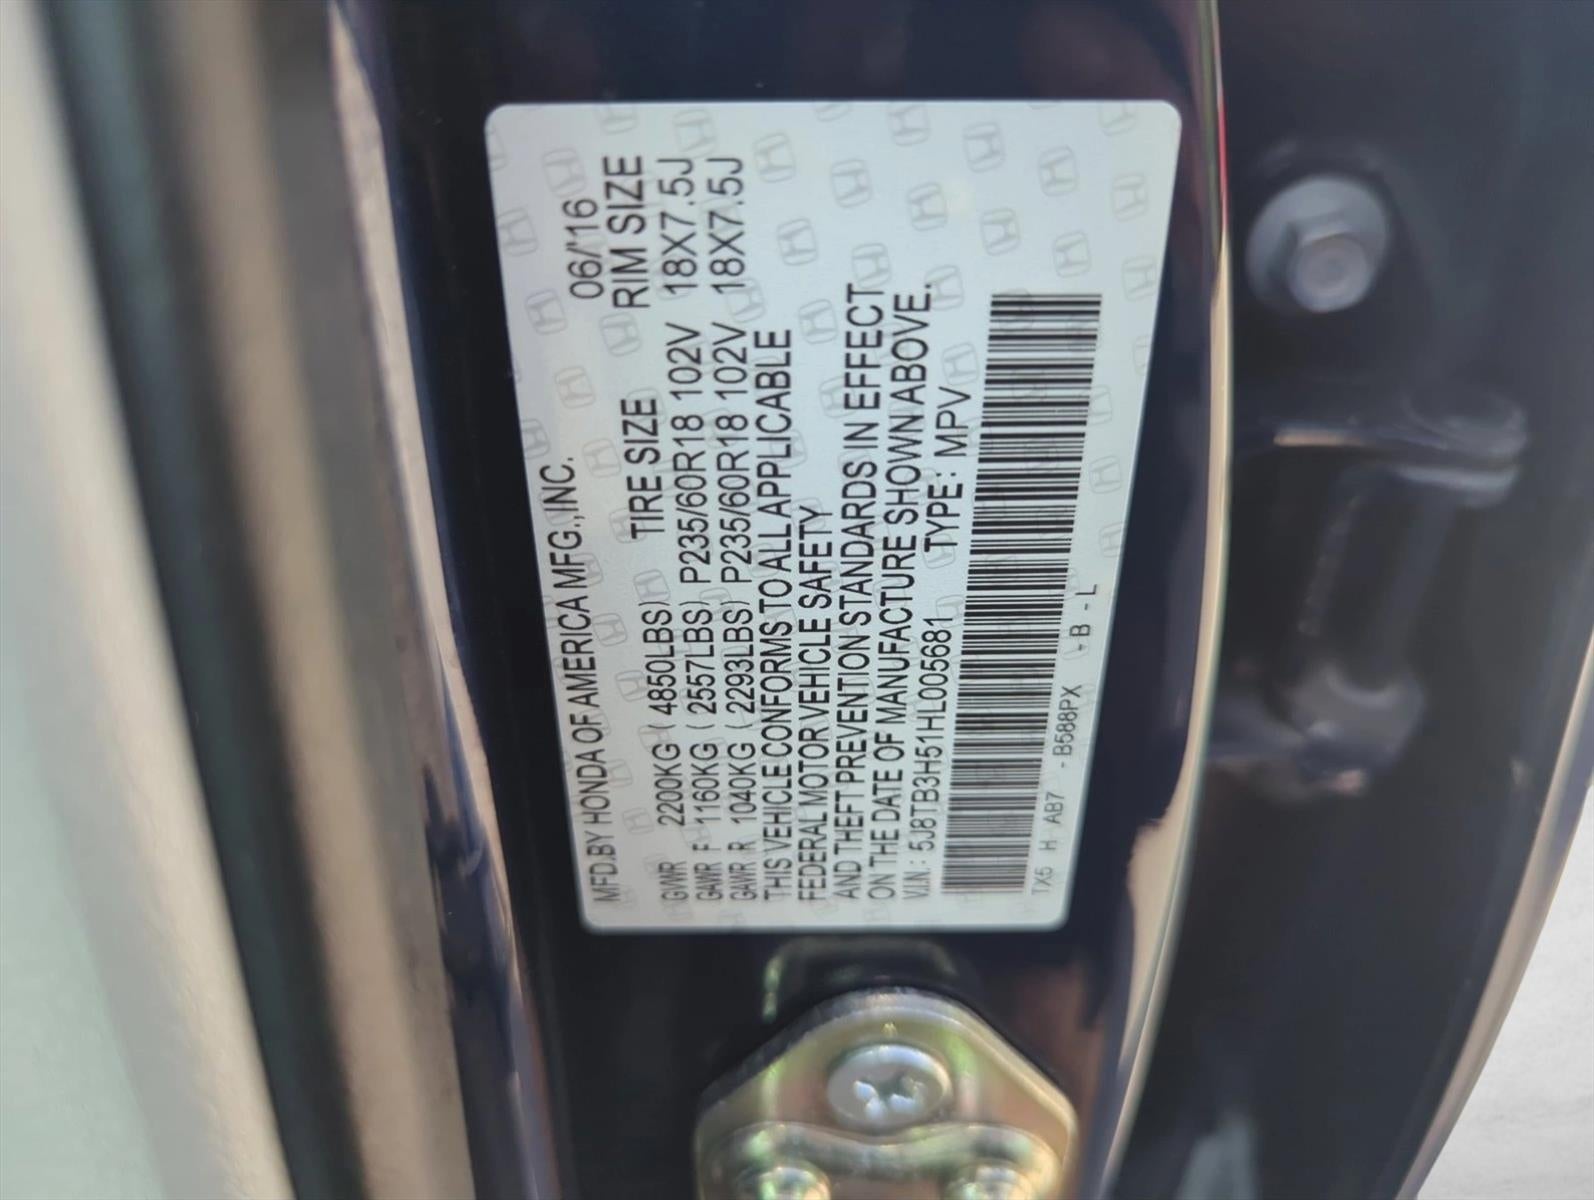 MFD.BY HONDA OF AMERICA MFG.,INC. 06/'16
TIRE SIZE RIM SIZE
GVWR 2200KG ( 4850LBS)
GAWR F 1160KG ( 2557LBS) P235/60R18 102V 18X7.5J
GAWR R 1040KG ( 2293LBS) P235/60R18 102V 18X7.5J
THIS VEHICLE CONFORMS TO ALL APPLICABLE
FEDERAL MOTOR VEHICLE SAFETY
AND THEFT PREVENTION STANDARDS IN EFFECT
ON THE DATE OF MANUFACTURE SHOWN ABOVE.
V.I.N.: 5J8TB3H51HL005681 TYPE: MPV
TX5 H AB7 - B588PX - B - L